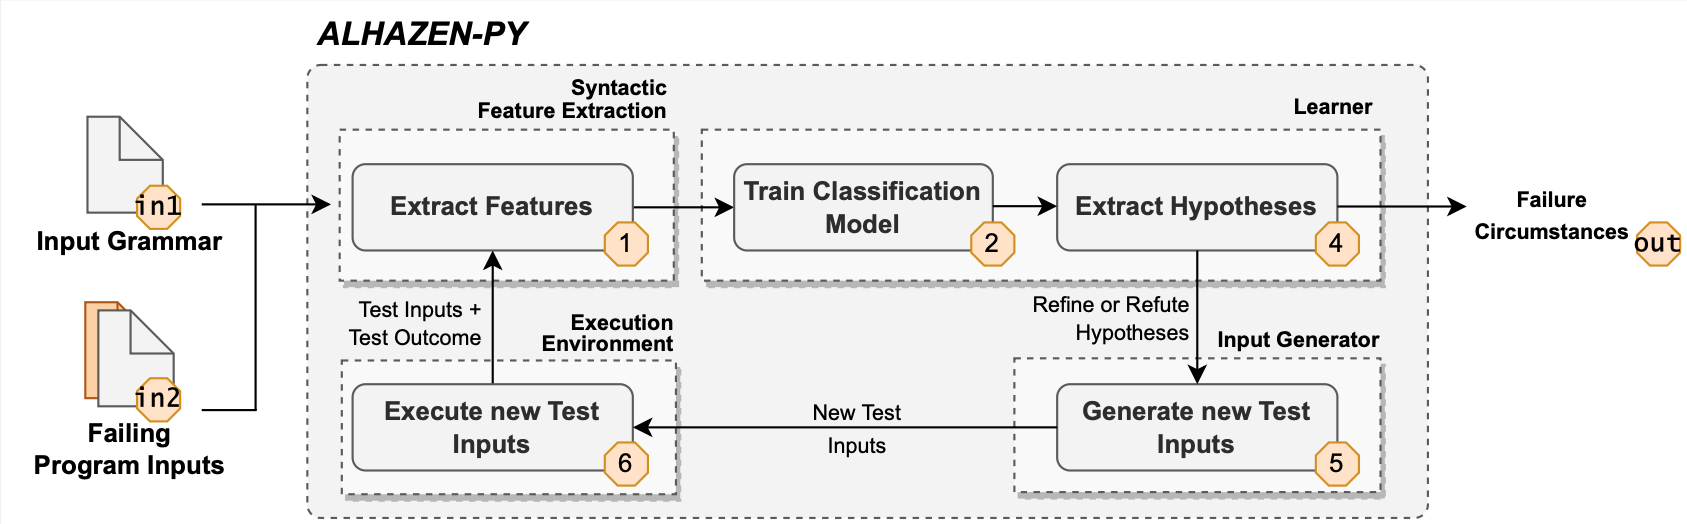 ALHAZEN-PY
Syntactic
Feature Extraction
Learner
in1
Input Grammar
Extract Features
1
Train Classification
Model
2
Extract Hypotheses
4
Failure
Circumstances
out
Test Inputs +
Test Outcome
Refine or Refute
Hypotheses
Execution
Environment
Input Generator
in2
Failing
Program Inputs
Execute new Test
Inputs
6
New Test
Inputs
Generate new Test
Inputs
5